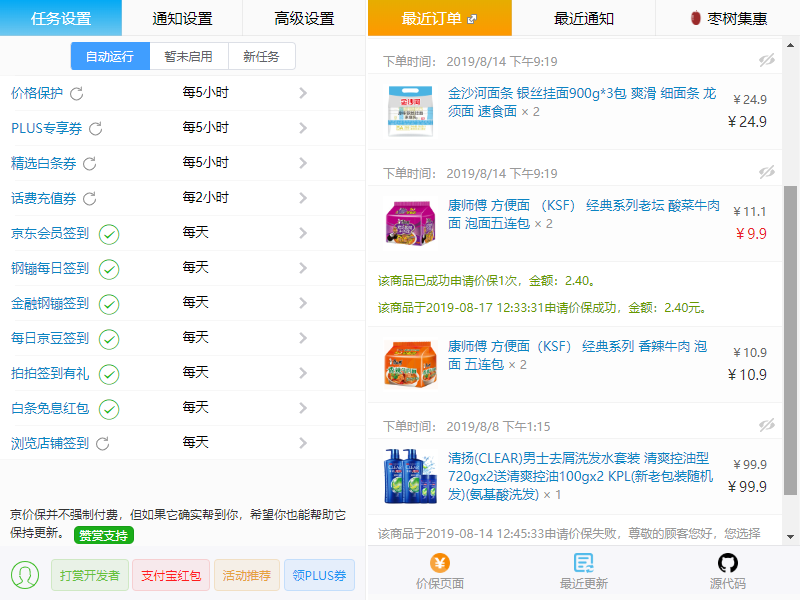 任务设置
通知设置
高级设置
自动运行
暂未启用
新任务
价格保护
每5小时
PLUS专享券
每5小时
精选白条券
每5小时
话费充值券
每2小时
京东会员签到
每天
钢镚每日签到
每天
金融钢镚签到
每天
每日京豆签到
每天
拍拍签到有礼
每天
白条免息红包
每天
浏览店铺签到
每天
京价保并不强制付费，但如果它确实帮到你，希望你也能帮助它
保持更新。 赞赏支持
打赏开发者
支付宝红包
活动推荐
领PLUS券
最近订单
最近通知
枣树集惠
下单时间： 2019/8/14 下午9:19
金沙河面条 银丝挂面900g*3包 爽滑 细面条 龙
须面 速食面 × 2
￥24.9
￥24.9
下单时间： 2019/8/14 下午9:19
康师傅 方便面 （KSF） 经典系列老坛 酸菜牛肉
面 泡面五连包 × 2
￥11.1
￥9.9
该商品已成功申请价保1次，金额：2.40。
该商品于2019-08-17 12:33:31申请价保成功，金额：2.40元。
康师傅 方便面（KSF） 经典系列 香辣牛肉 泡
面 五连包 × 2
￥10.9
￥10.9
下单时间： 2019/8/8 下午1:15
清扬(CLEAR)男士去屑洗发水套装 清爽控油型
720gx2送清爽控油100gx2 KPL(新老包装随机
发)(氨基酸洗发) × 1
￥99.9
￥99.9
该商品于2019-08-14 12:45:33申请价保失败，尊敬的顾客您好，您选择
价保页面
最近更新
源代码